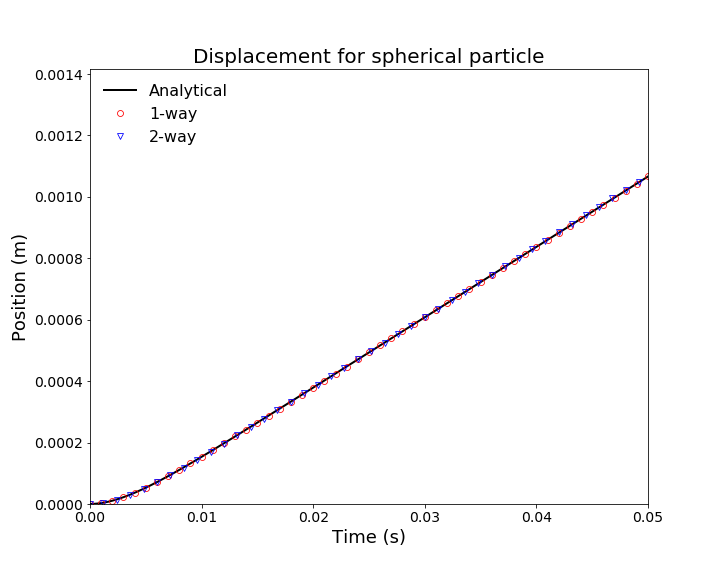 Displacement for spherical particle
Analytical
1-way
2-way
0.0014
0.0012
0.0010
0.0008
0.0006
0.0004
0.0002
0.0000
Position (m)
0.00 0.01 0.02 0.03 0.04 0.05
Time (s)